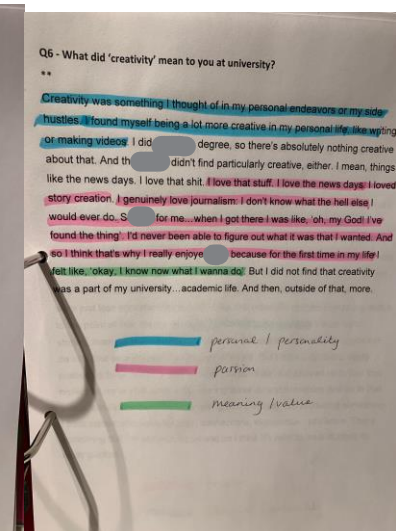 Q6 - What did 'creativity' mean to you at university?
**
Creativity was something I thought of in my personal endeavors or my side
hustles. I found myself being a lot more creative in my personal life, like writing
or making videos. I did degree, so there's absolutely nothing creative
about that. And th didn't find particularly creative, either. I mean, things
like the news days. I love that shit. I love that stuff. I love the news days. I loved
story creation. I genuinely love journalism: I don't know what the hell else I
would ever do. S for me...when I got there I was like, 'oh, my God! I've
found the thing'. I'd never been able to figure out what it was that I wanted. And
so I think that's why I really enjoye because for the first time in my life I
felt like, 'okay, I know now what I wanna do'. But I did not find that creativity
was a part of my university...academic life. And then, outside of that, more.
personal / personality
passion
meaning / value